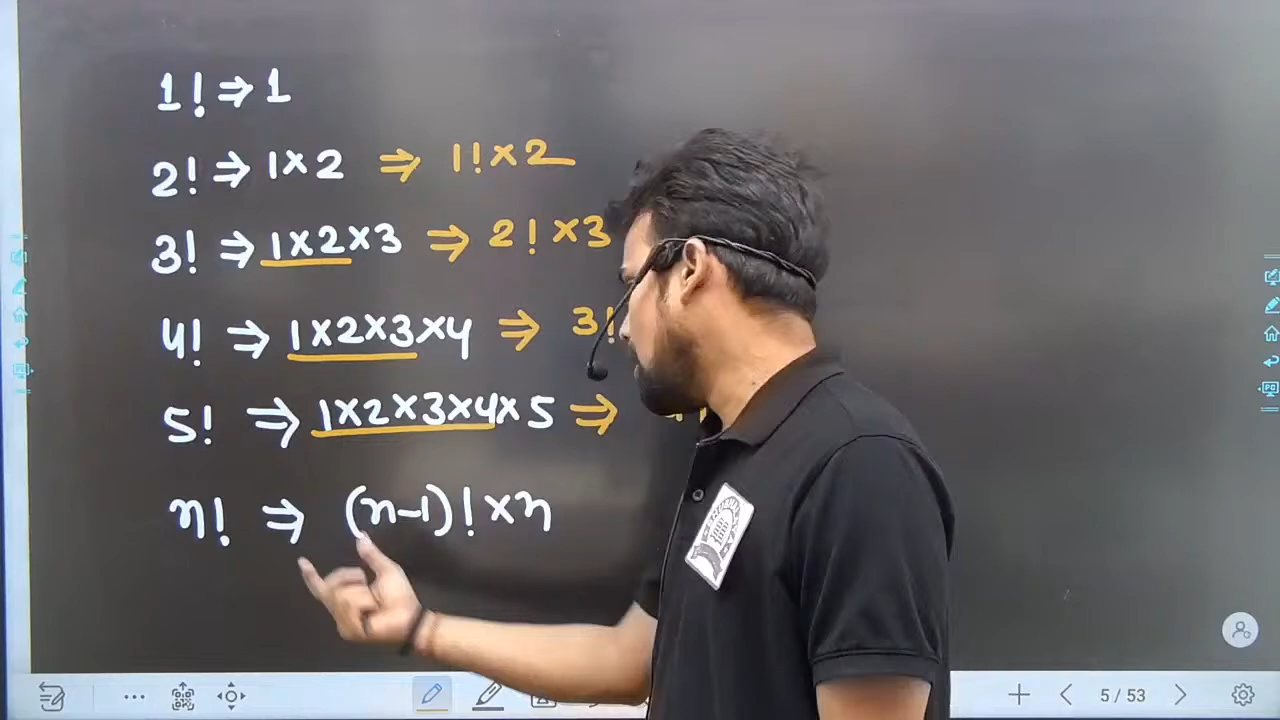 1! ⇒ 1
2! ⇒ 1×2 ⇒ 1!×2
3! ⇒ 1×2×3 ⇒ 2!×3
4! ⇒ 1×2×3×4 ⇒ 3!
5! ⇒ 1×2×3×4×5 ⇒
n! ⇒ (n-1)!×n
5 / 53